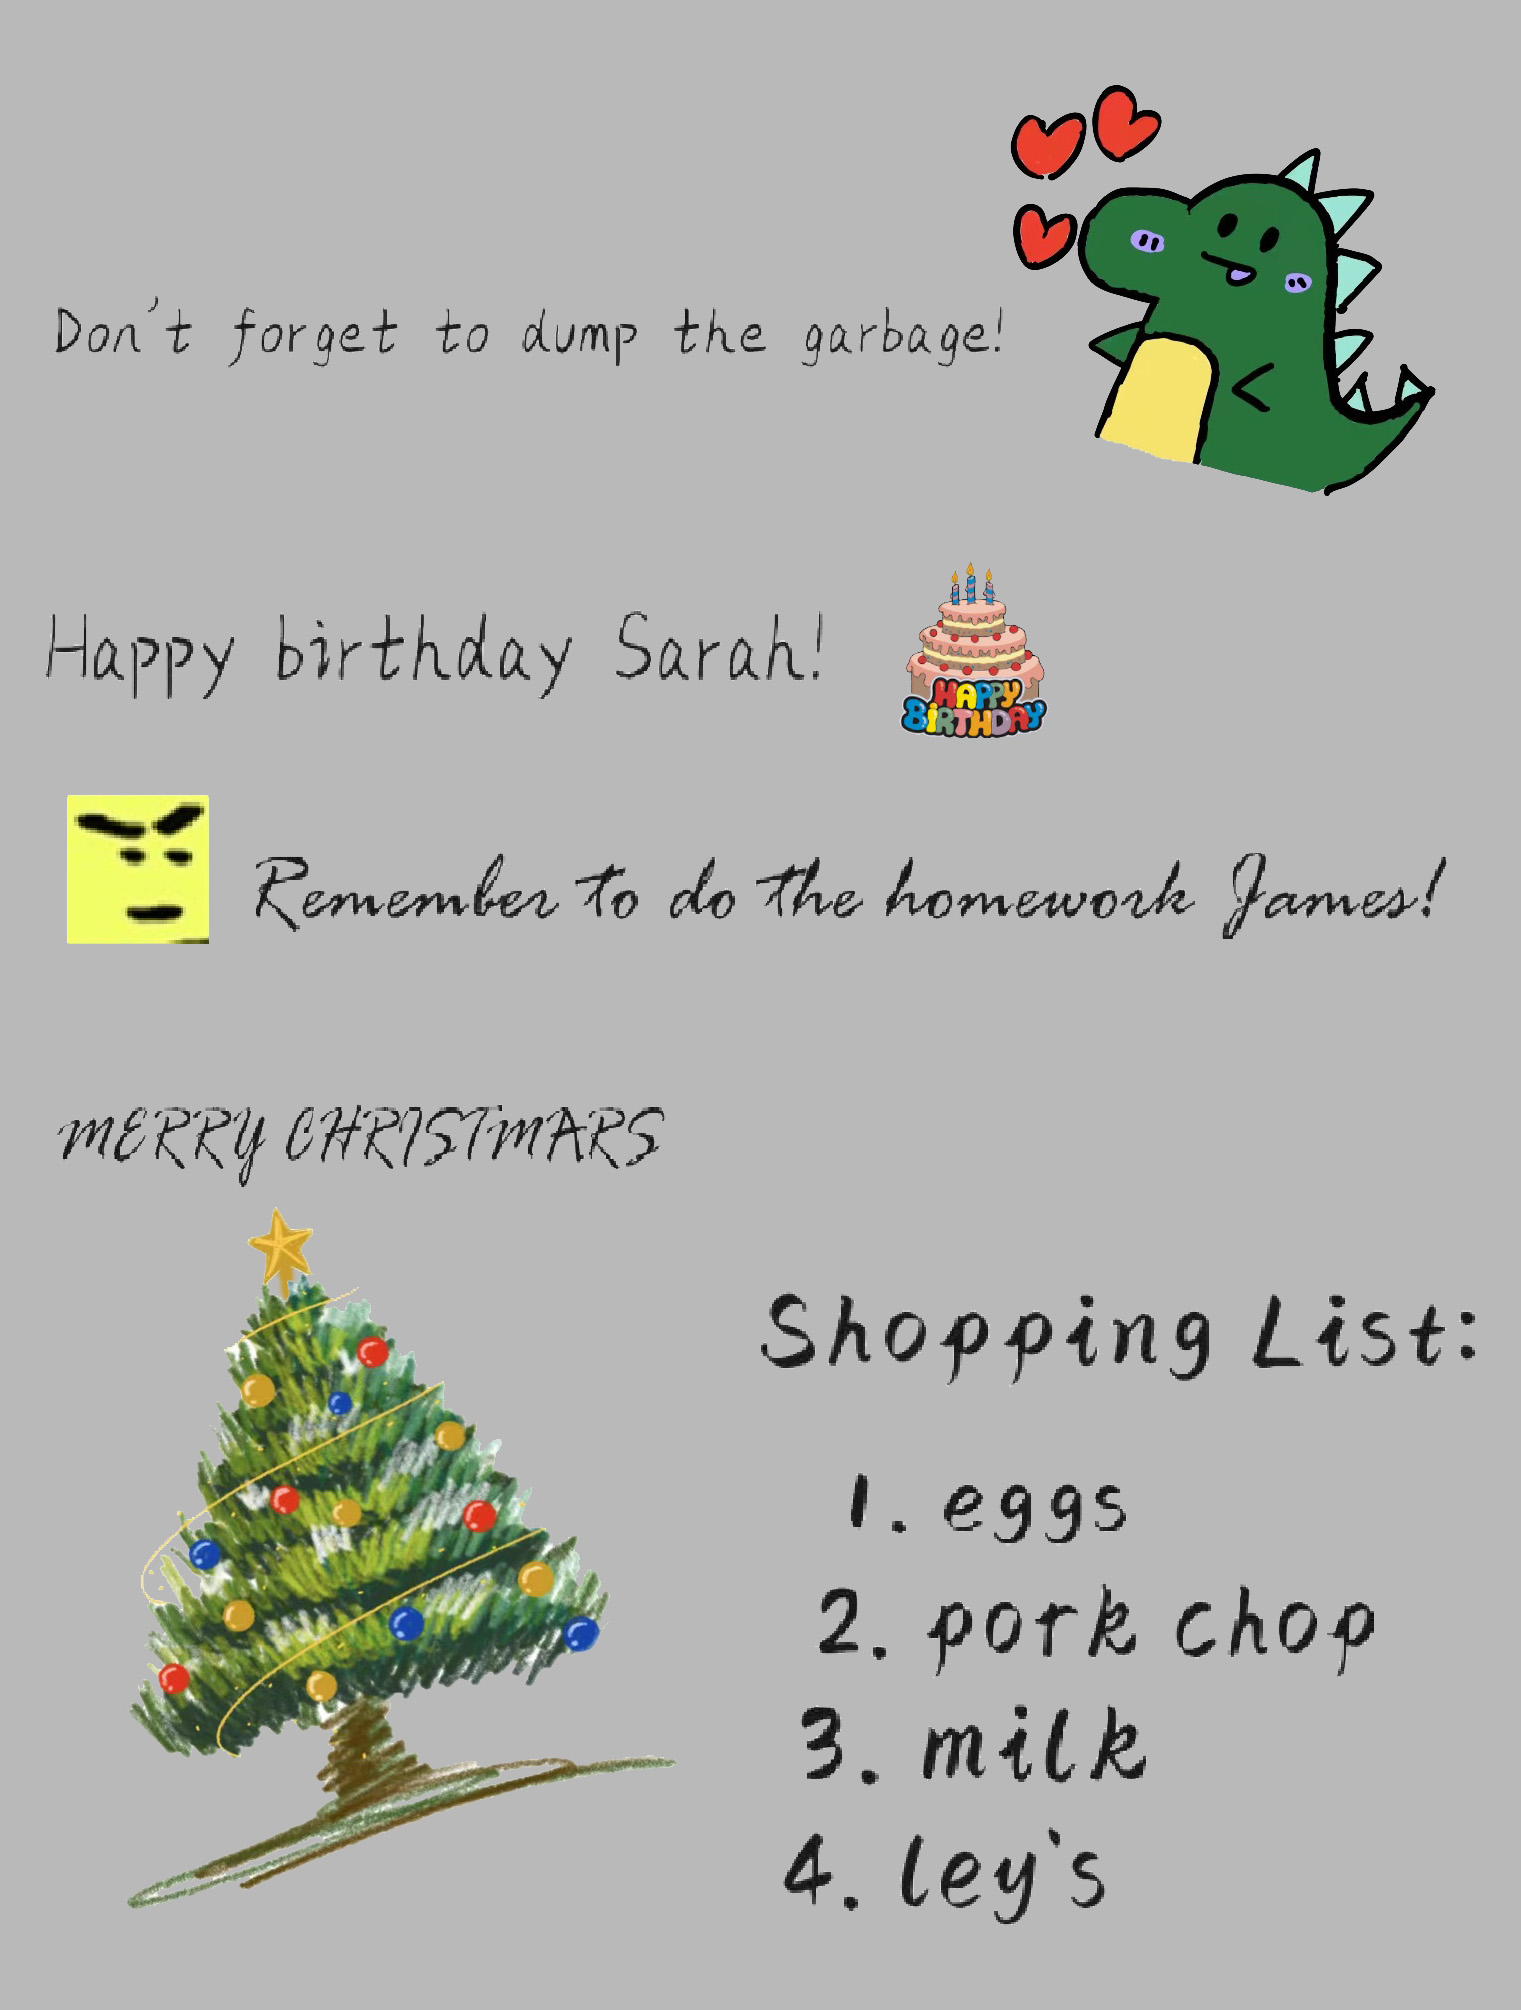 Don't forget to dump the garbage!
Happy birthday Sarah!
HAPPY
BIRTHDAY
Remember to do the homework James!
MERRY CHRISTMARS
Shopping List:
1. eggs
2. pork chop
3. milk
4. ley's